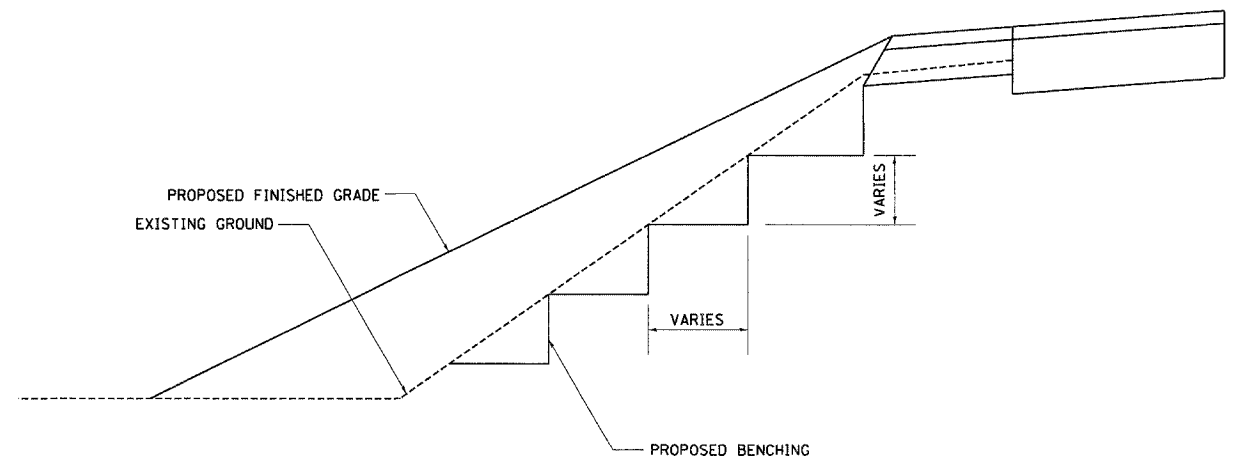 PROPOSED FINISHED GRADE
EXISTING GROUND
VARIES
VARIES
PROPOSED BENCHING